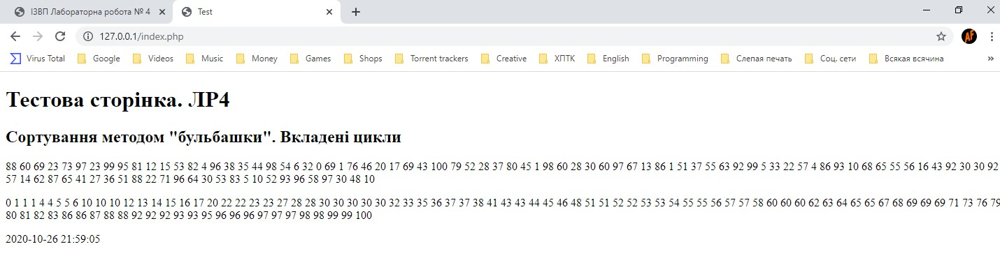 ІЗВП Лабораторна робота № 4
Test
127.0.0.1/index.php
AF
Virus Total Google Videos Music Money Games Shops Torrent trackers Creative ХПТК English Programming Слепая печать Соц. сети Всякая всячина »
Тестова сторінка. ЛР4
Сортування методом "бульбашки". Вкладені цикли
88 60 69 23 73 97 23 99 95 81 12 15 53 82 4 96 38 35 44 98 54 6 32 0 69 1 76 46 20 17 69 43 100 79 52 28 37 80 45 1 98 60 28 30 60 97 67 13 86 1 51 37 55 63 92 99 5 33 22 57 4 86 93 10 68 65 55 56 16 43 92 30 30 92
57 14 62 87 65 41 27 36 51 88 22 71 96 64 30 53 83 5 10 52 93 96 58 97 30 48 10
0 1 1 1 4 4 5 5 6 10 10 10 12 13 14 15 16 17 20 22 22 23 23 27 28 28 30 30 30 30 30 32 33 35 36 37 37 38 41 43 43 44 45 46 48 51 51 52 52 53 53 54 55 55 56 57 57 58 60 60 60 62 63 64 65 65 67 68 69 69 69 71 73 76 79
80 81 82 83 86 86 87 88 88 92 92 92 93 93 95 96 96 96 97 97 97 98 98 99 99 100
2020-10-26 21:59:05